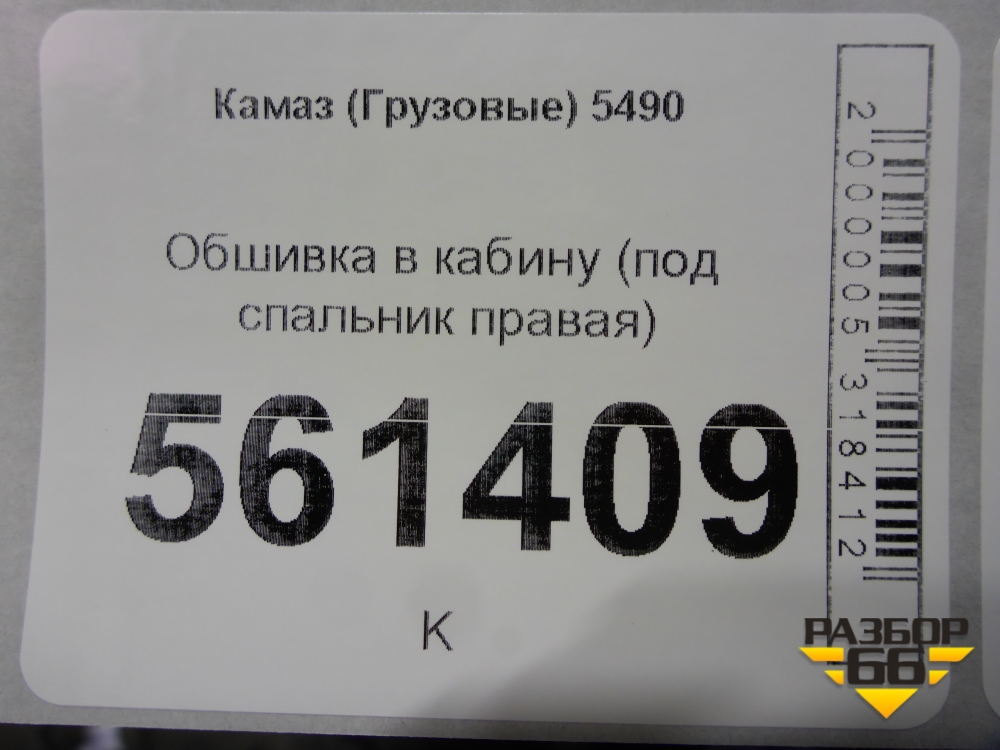 Камаз (Грузовые) 5490
Обшивка в кабину (под
спальник правая)
561409
К
2000005318412
РАЗБОР
66